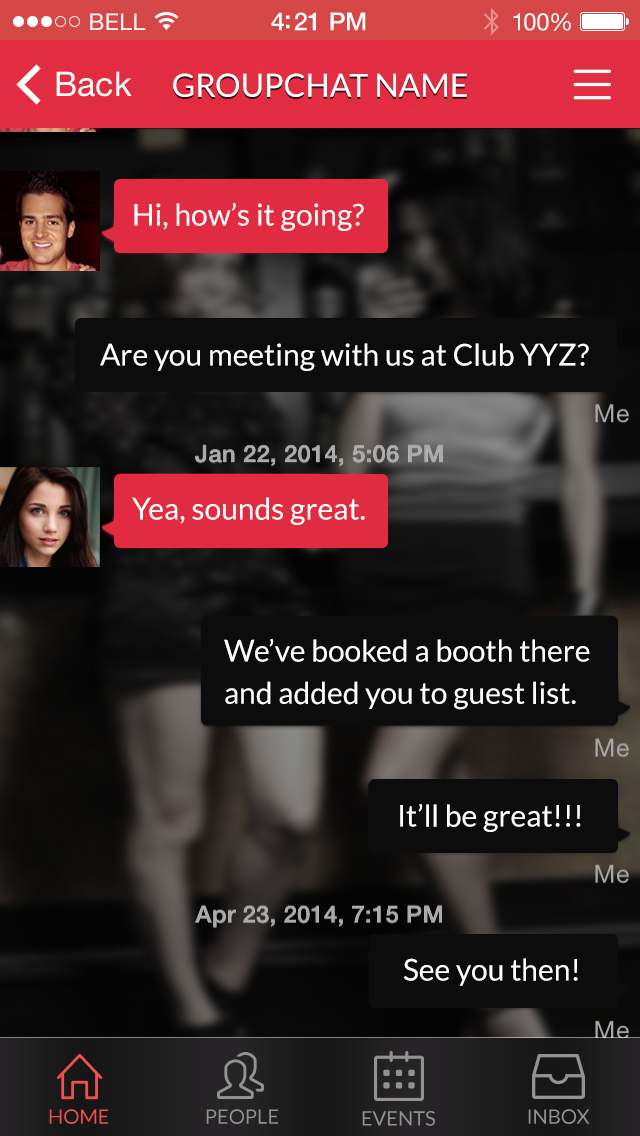 BELL 4:21 PM 100%
Back GROUPCHAT NAME
Hi, how's it going?
Are you meeting with us at Club YYZ?
Me
Jan 22, 2014, 5:06 PM
Yea, sounds great.
We've booked a booth there
and added you to guest list.
Me
It'll be great!!!
Me
Apr 23, 2014, 7:15 PM
See you then!
Me
HOME PEOPLE EVENTS INBOX